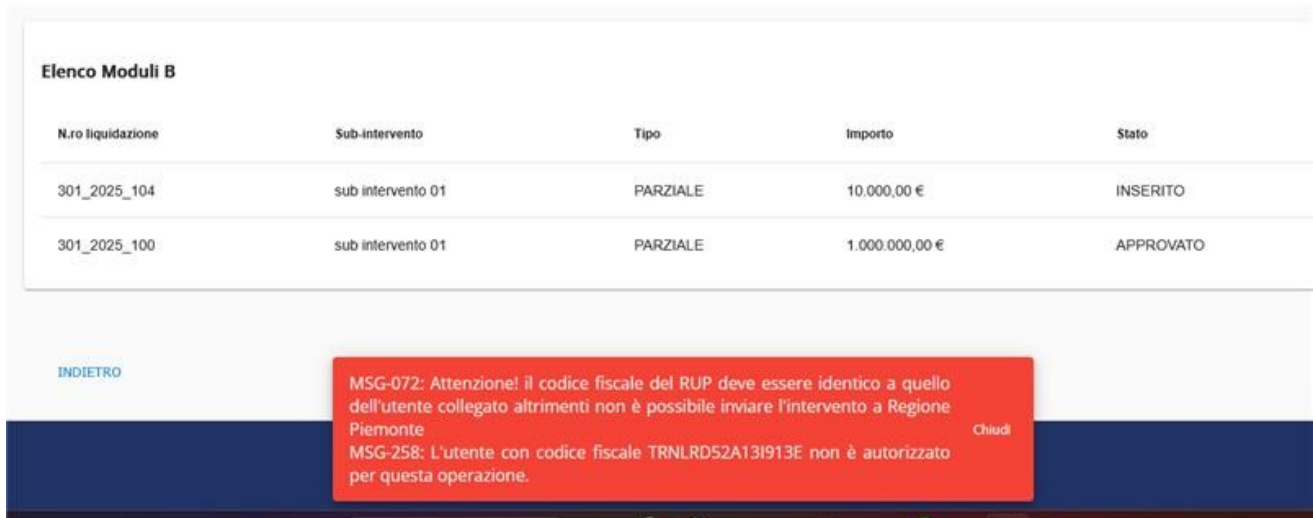 Elenco Moduli B
N.ro liquidazione Sub-intervento Tipo Importo Stato
301_2025_104 sub intervento 01 PARZIALE 10.000,00 € INSERITO
301_2025_100 sub intervento 01 PARZIALE 1.000.000,00 € APPROVATO
INDIETRO
MSG-072: Attenzione! il codice fiscale del RUP deve essere identico a quello
dell'utente collegato altrimenti non è possibile inviare l'intervento a Regione
Piemonte
Chiudi
MSG-258: L'utente con codice fiscale TRNLRD52A13I913E non è autorizzato
per questa operazione.